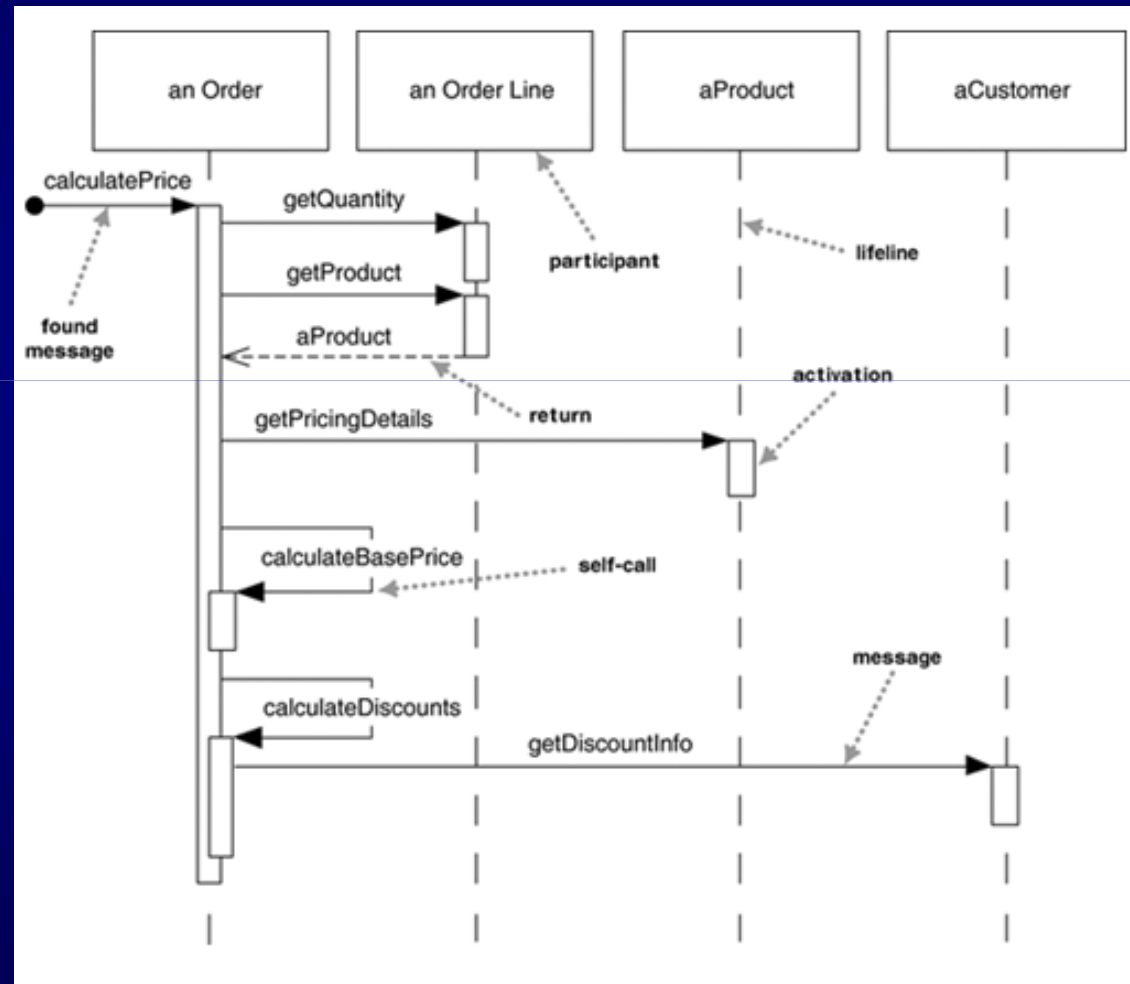 an Order
an Order Line
aProduct
aCustomer
calculatePrice
getQuantity
participant
lifeline
getProduct
found
message
aProduct
activation
return
getPricingDetails
calculateBasePrice
self-call
message
calculateDiscounts
getDiscountInfo